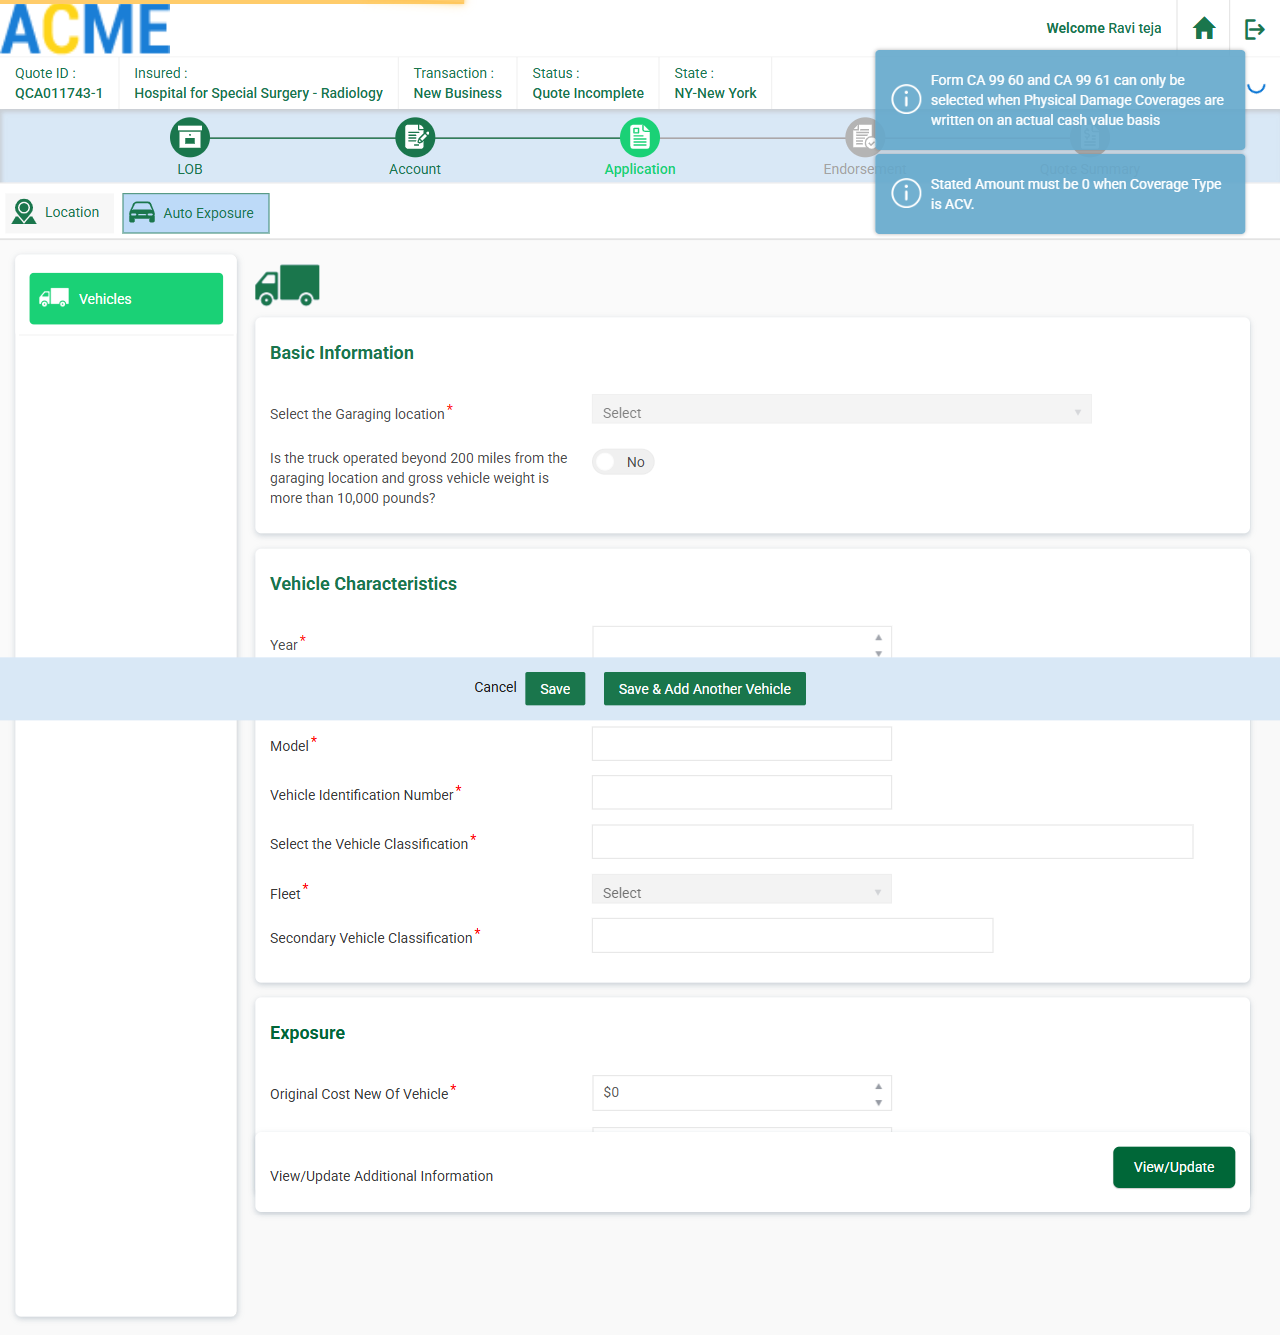 ACME
Welcome Ravi teja
Quote ID :
QCA011743-1
Insured :
Hospital for Special Surgery - Radiology
Transaction :
New Business
Status :
Quote Incomplete
State :
NY-New York
Form CA 99 60 and CA 99 61 can only be
selected when Physical Damage Coverages are
written on an actual cash value basis
Stated Amount must be 0 when Coverage Type
is ACV.
LOB
Account
Application
Endorsement
Quote Summary
Location
Auto Exposure
Vehicles
Basic Information
Select the Garaging location*
Select
Is the truck operated beyond 200 miles from the
garaging location and gross vehicle weight is
more than 10,000 pounds?
No
Vehicle Characteristics
Year*
Cancel
Save
Save & Add Another Vehicle
Model*
Vehicle Identification Number*
Select the Vehicle Classification*
Fleet*
Select
Secondary Vehicle Classification*
Exposure
Original Cost New Of Vehicle*
$0
View/Update Additional Information
View/Update